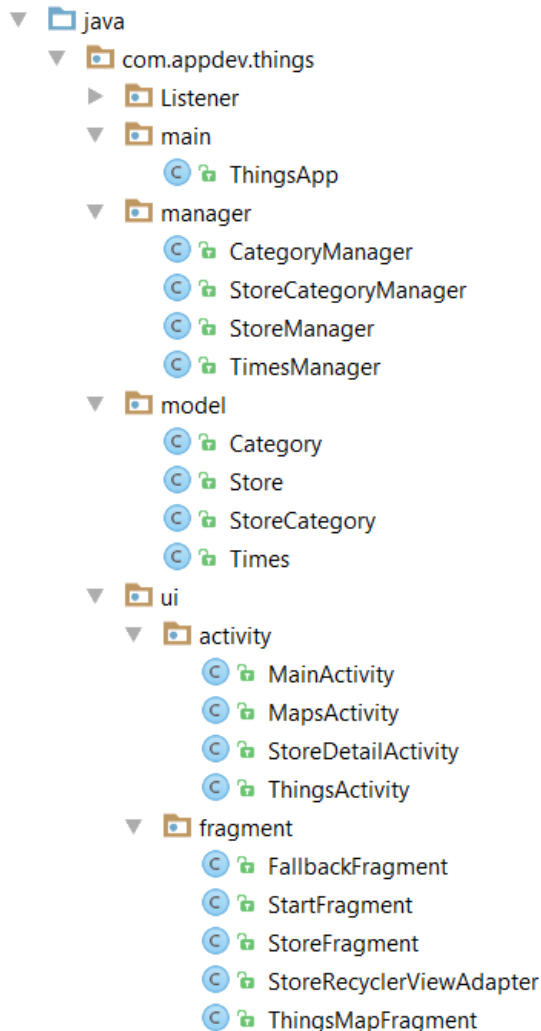 java
com.appdev.things
Listener
main
ThingsApp
manager
CategoryManager
StoreCategoryManager
StoreManager
TimesManager
model
Category
Store
StoreCategory
Times
ui
activity
MainActivity
MapsActivity
StoreDetailActivity
ThingsActivity
fragment
FallbackFragment
StartFragment
StoreFragment
StoreRecyclerViewAdapter
ThingsMapFragment